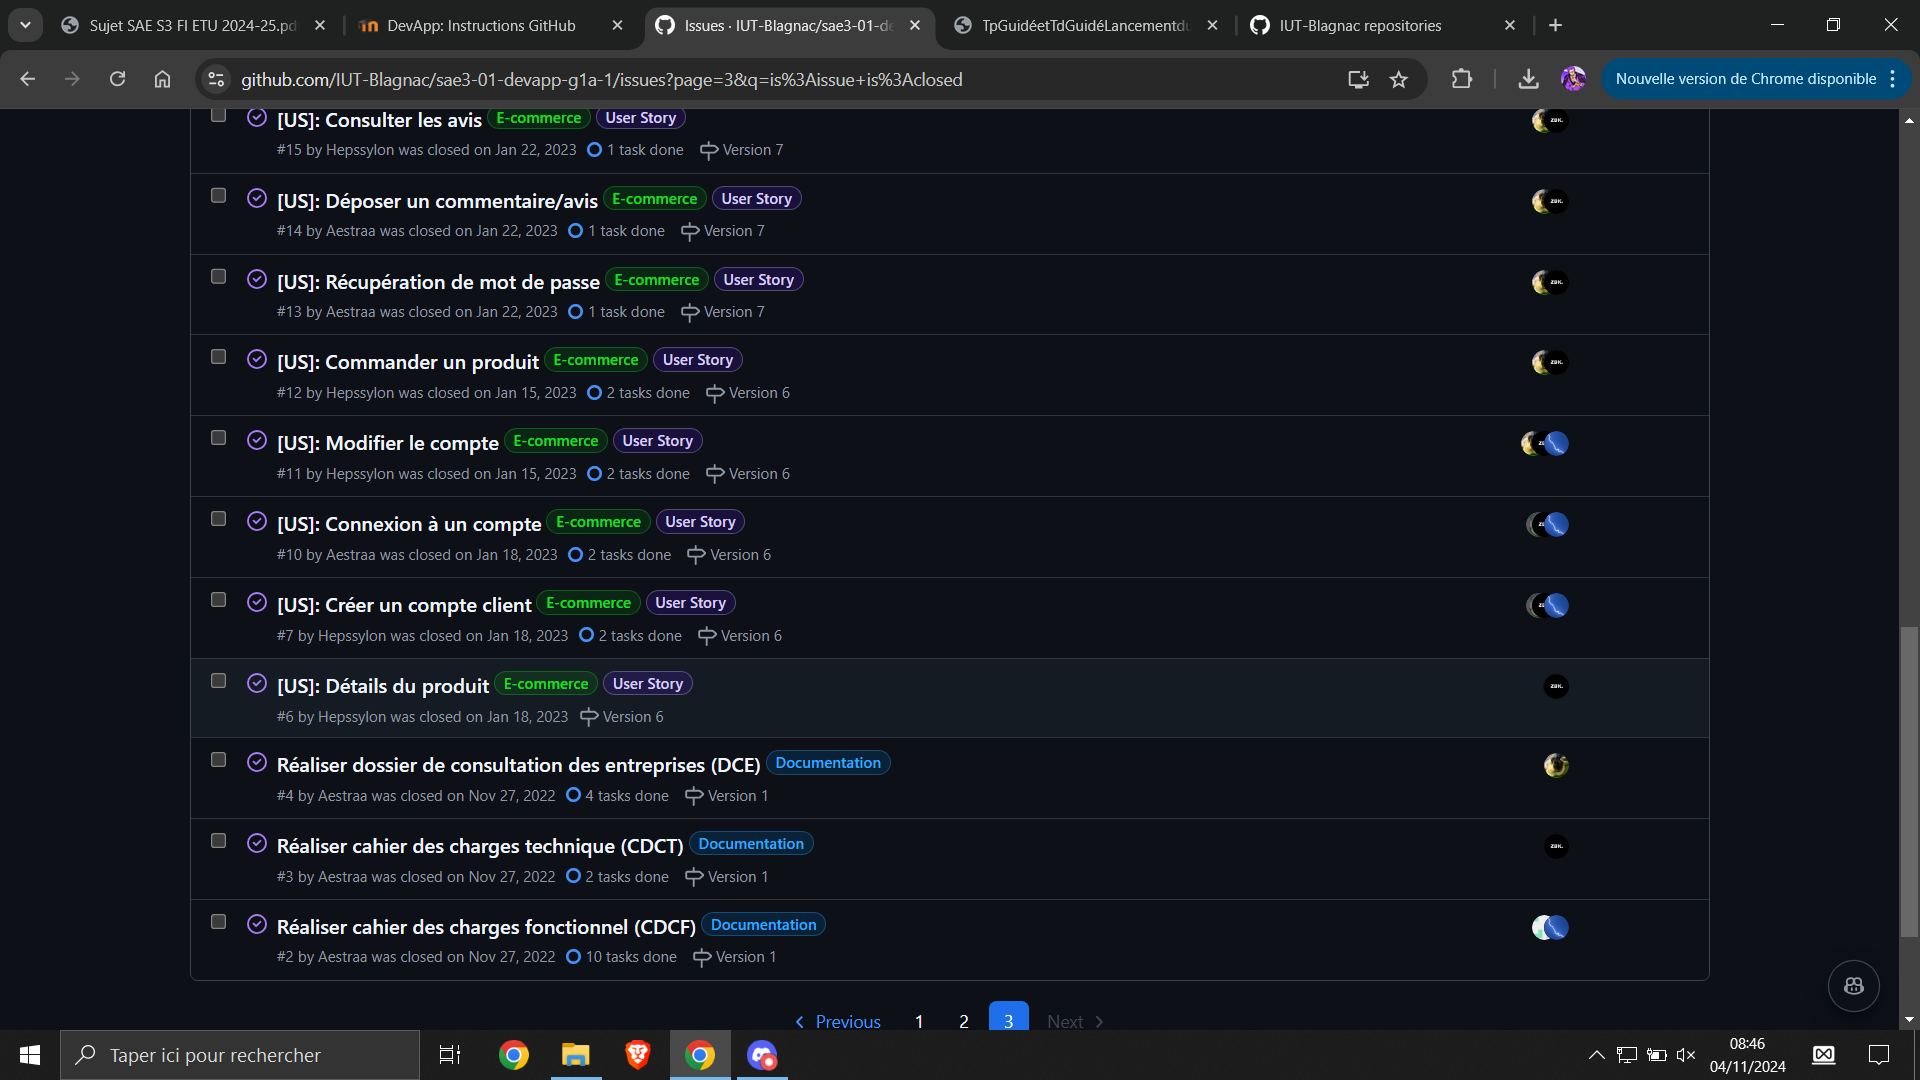 Sujet SAE S3 FI ETU 2024-25.pd
DevApp: Instructions GitHub
Issues · IUT-Blagnac/sae3-01-de
TpGuidéetTdGuidéLancementdu
IUT-Blagnac repositories
github.com/IUT-Blagnac/sae3-01-devapp-g1a-1/issues?page=3&q=is%3Aissue+is%3Aclosed
Nouvelle version de Chrome disponible
[US]: Consulter les avis E-commerce User Story
#15 by Hepssylon was closed on Jan 22, 2023 1 task done Version 7
[US]: Déposer un commentaire/avis E-commerce User Story
#14 by Aestraa was closed on Jan 22, 2023 1 task done Version 7
[US]: Récupération de mot de passe E-commerce User Story
#13 by Aestraa was closed on Jan 22, 2023 1 task done Version 7
[US]: Commander un produit E-commerce User Story
#12 by Hepssylon was closed on Jan 15, 2023 2 tasks done Version 6
[US]: Modifier le compte E-commerce User Story
#11 by Hepssylon was closed on Jan 15, 2023 2 tasks done Version 6
[US]: Connexion à un compte E-commerce User Story
#10 by Aestraa was closed on Jan 18, 2023 2 tasks done Version 6
[US]: Créer un compte client E-commerce User Story
#7 by Hepssylon was closed on Jan 18, 2023 2 tasks done Version 6
[US]: Détails du produit E-commerce User Story
#6 by Hepssylon was closed on Jan 18, 2023 Version 6
Réaliser dossier de consultation des entreprises (DCE) Documentation
#4 by Aestraa was closed on Nov 27, 2022 4 tasks done Version 1
Réaliser cahier des charges technique (CDCT) Documentation
#3 by Aestraa was closed on Nov 27, 2022 2 tasks done Version 1
Réaliser cahier des charges fonctionnel (CDCF) Documentation
#2 by Aestraa was closed on Nov 27, 2022 10 tasks done Version 1
Previous 1 2 3 Next
Taper ici pour rechercher
08:46
04/11/2024